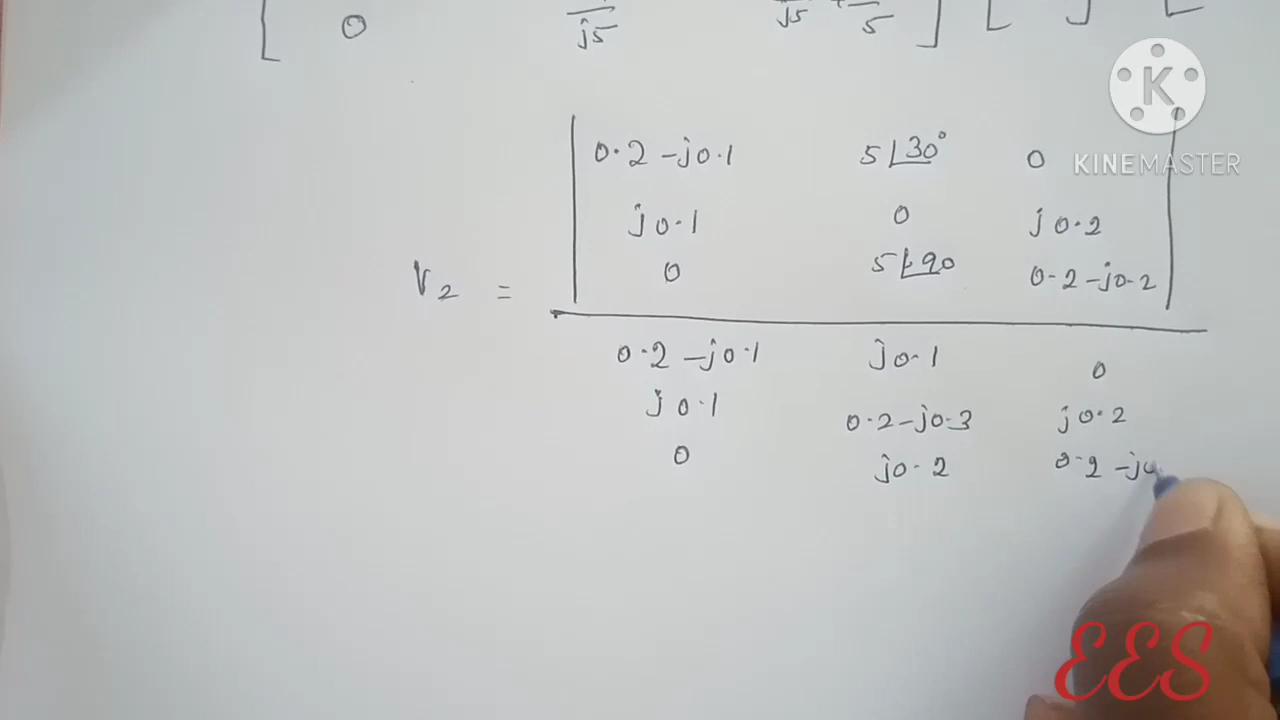 0
j5
j5
5
K
KINEMASTER
0.2 -j0.1 5∠30° 0
j0.1 0 j0.2
0 5∠-90 0.2 -j0.2
V₂ =
0.2 -j0.1 j0.1 0
j0.1 0.2 -j0.3 j0.2
0 j0.2 0.2 -j0
EES